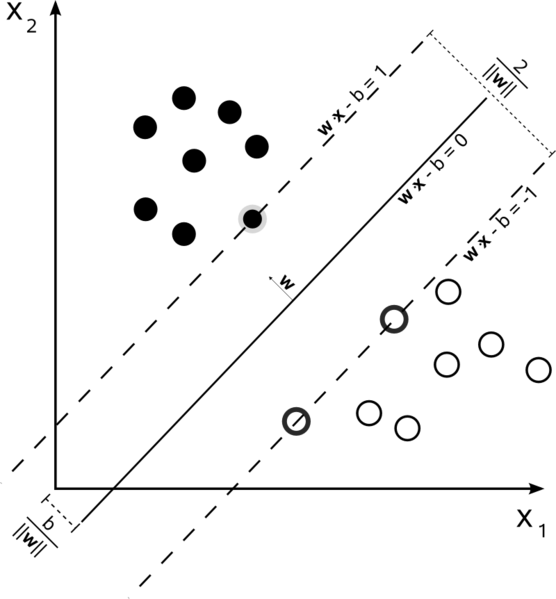 X₂
2
||w||
w·x - b = 1
w·x - b = 0
w·x - b = -1
w
b
||w||
X₁